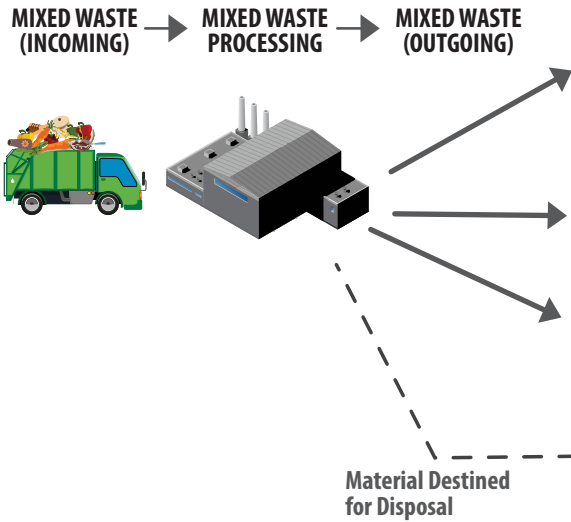 MIXED WASTE
(INCOMING)
MIXED WASTE
PROCESSING
MIXED WASTE
(OUTGOING)
Material Destined
for Disposal